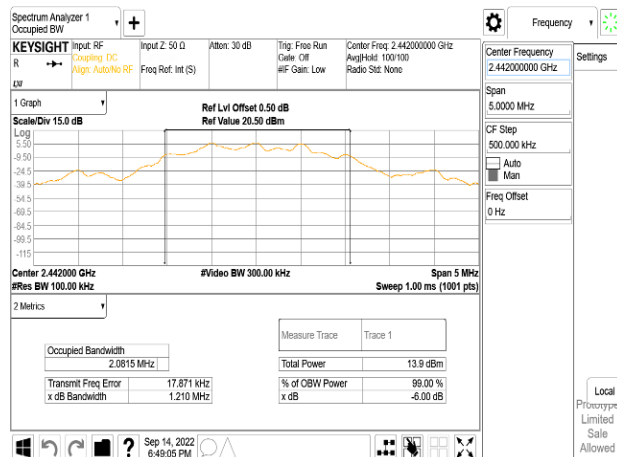 Spectrum Analyzer 1
Occupied BW
Frequency
KEYSIGHT
R
Input: RF
Coupling: DC
Align: Auto/No RF
Input Z: 50 Ω
Freq Ref: Int (S)
Atten: 30 dB
Trig: Free Run
Gate: Off
#IF Gain: Low
Center Freq: 2.442000000 GHz
Avg|Hold: 100/100
Radio Std: None
LXI
1 Graph
Scale/Div 15.0 dB
Ref Lvl Offset 0.50 dB
Ref Value 20.50 dBm
Log
5.50
-9.50
-24.5
-39.5
-54.5
-69.5
-84.5
-99.5
-115
Center 2.442000 GHz
#Res BW 100.00 kHz
#Video BW 300.00 kHz
Span 5 MHz
Sweep 1.00 ms (1001 pts)
2 Metrics
Measure Trace
Trace 1
Occupied Bandwidth
2.0815 MHz
Total Power
13.9 dBm
Transmit Freq Error
17.871 kHz
% of OBW Power
99.00 %
x dB Bandwidth
1.210 MHz
x dB
-6.00 dB
Sep 14, 2022
6:49:05 PM
Center Frequency
2.442000000 GHz
Settings
Span
5.0000 MHz
CF Step
500.000 kHz
Auto
Man
Freq Offset
0 Hz
Local
Prototype
Limited
Sale
Allowed